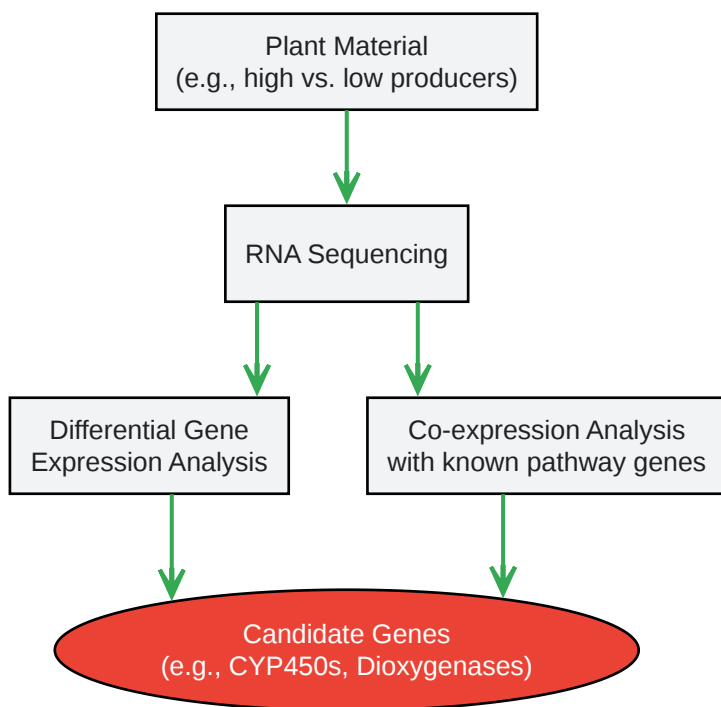 Plant Material
(e.g., high vs. low producers)
RNA Sequencing
Differential Gene
Expression Analysis
Co-expression Analysis
with known pathway genes
Candidate Genes
(e.g., CYP450s, Dioxygenases)